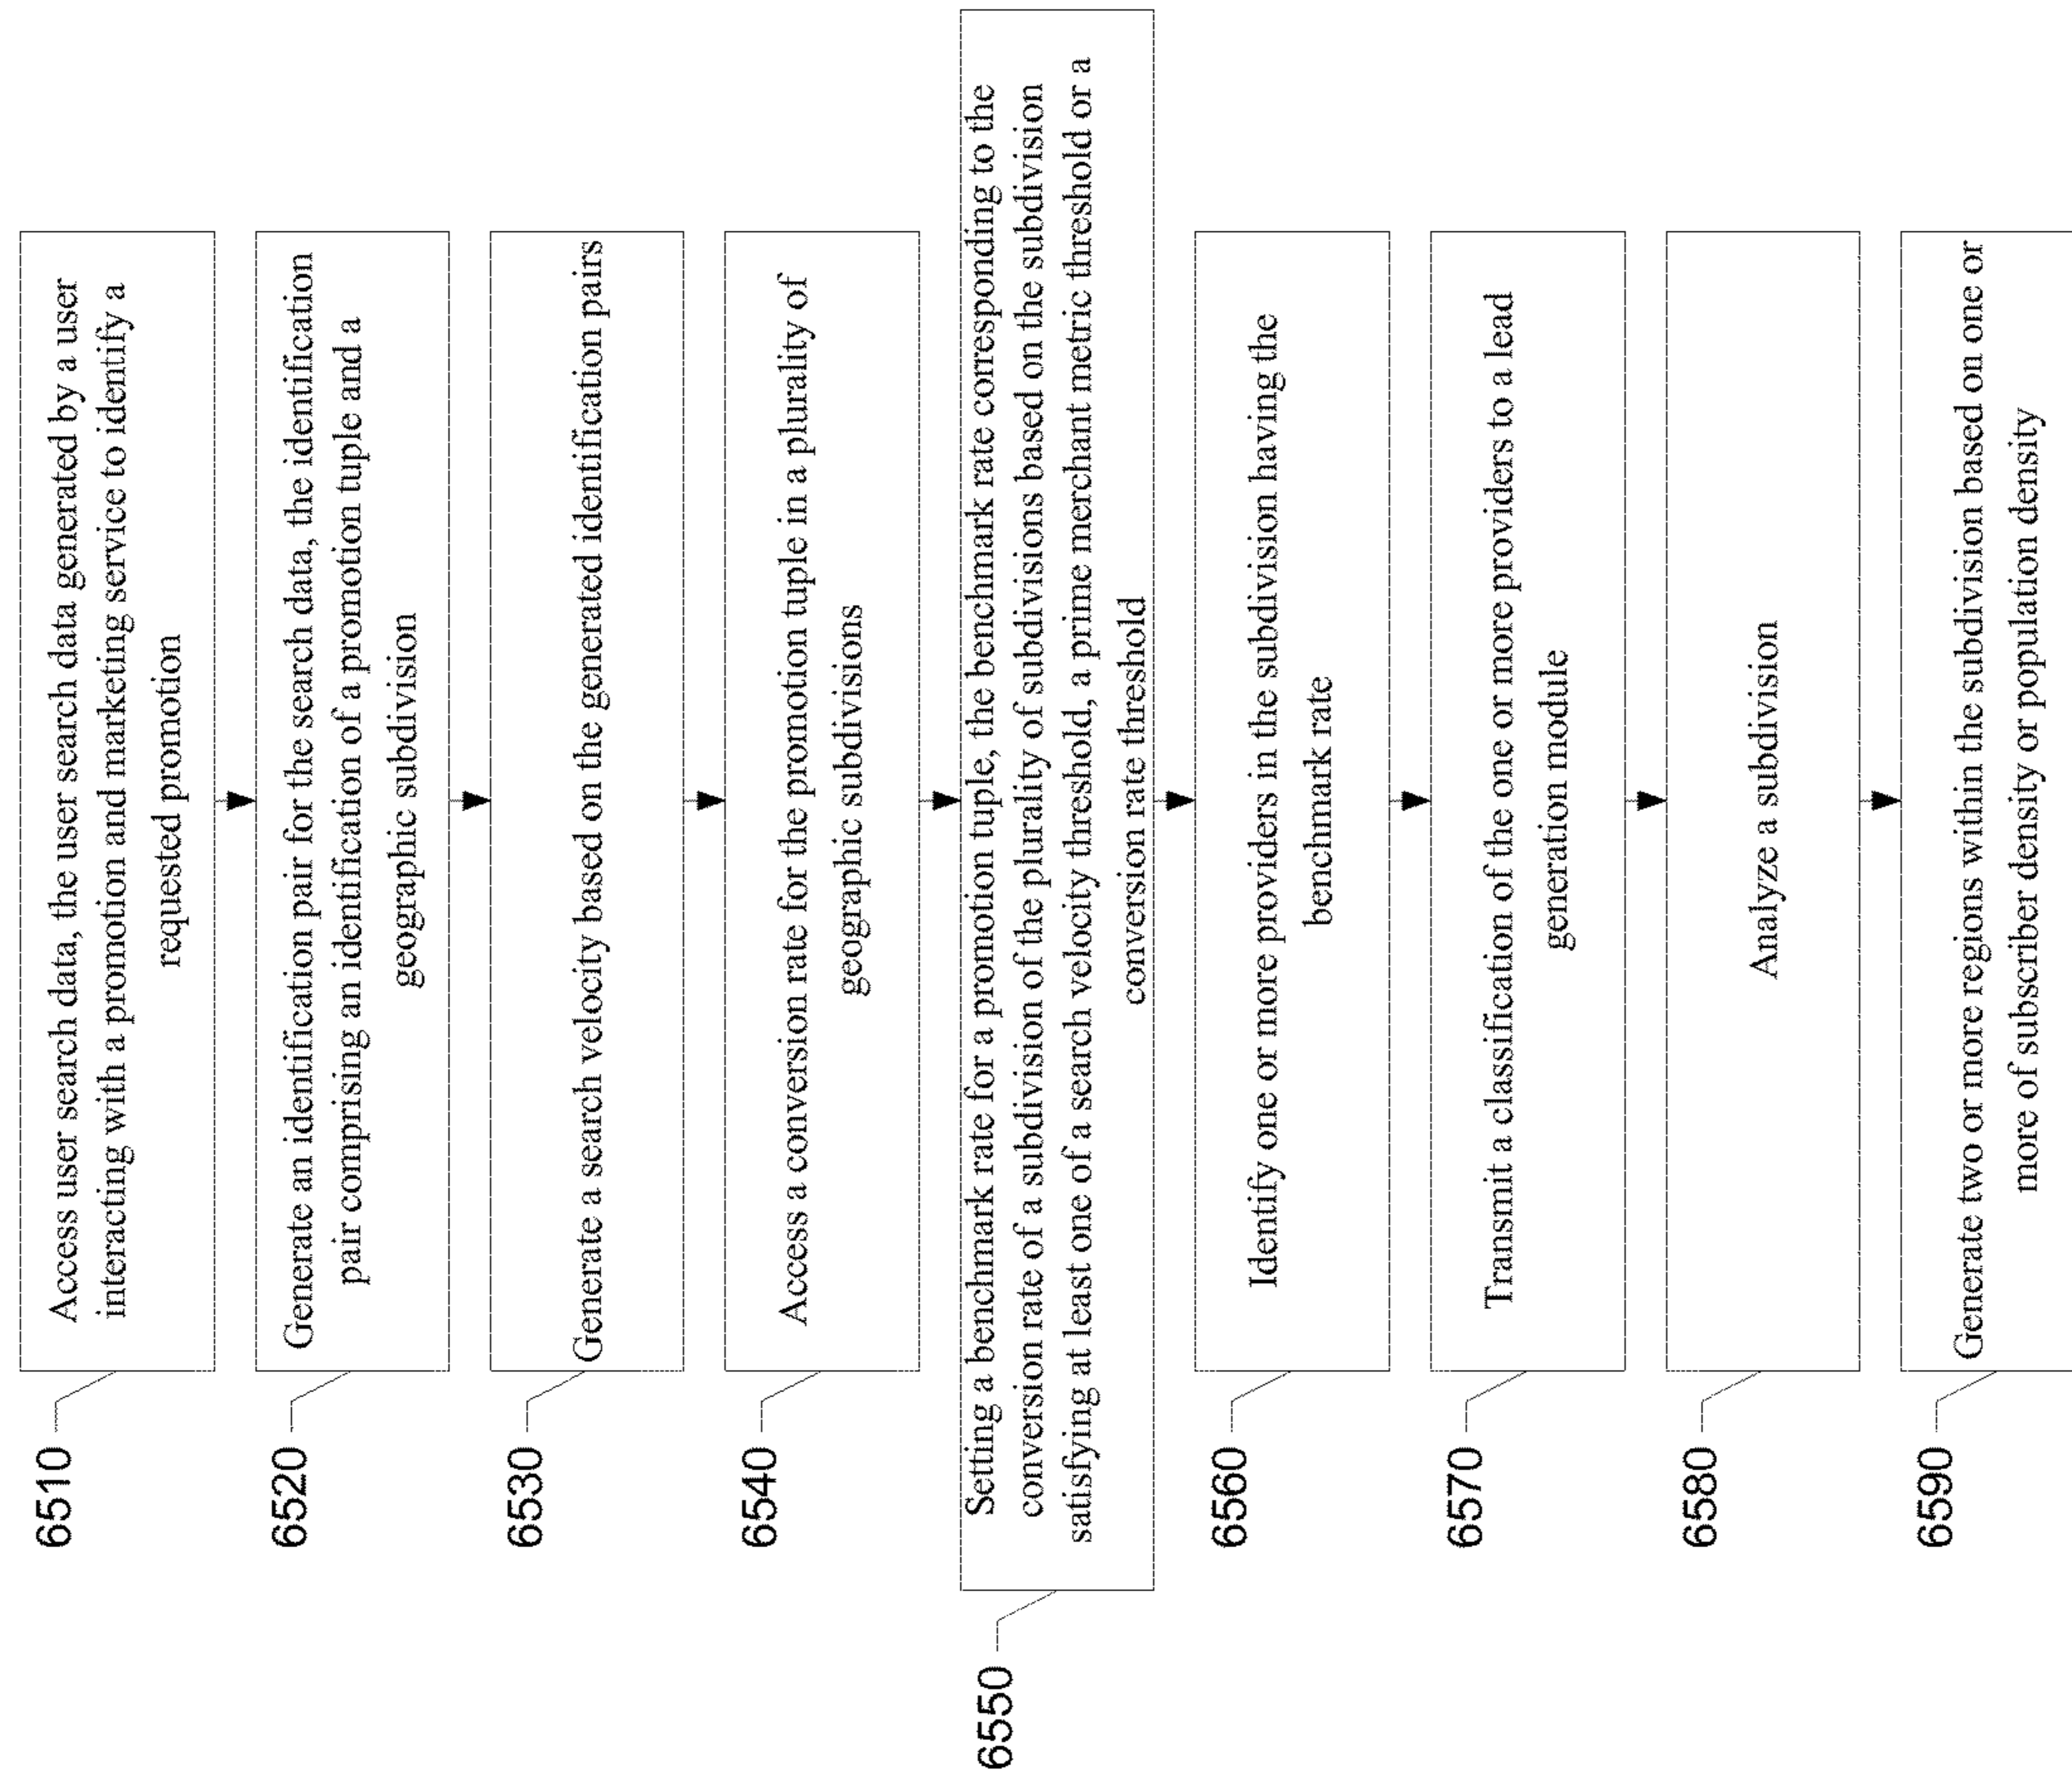 6510
Access user search data, the user search data generated by a user
interacting with a promotion and marketing service to identify a
requested promotion
6520
Generate an identification pair for the search data, the identification
pair comprising an identification of a promotion tuple and a
geographic subdivision
6530
Generate a search velocity based on the generated identification pairs
6540
Access a conversion rate for the promotion tuple in a plurality of
geographic subdivisions
6550
Setting a benchmark rate for a promotion tuple, the benchmark rate corresponding to the
conversion rate of a subdivision of the plurality of subdivisions based on the subdivision
satisfying at least one of a search velocity threshold, a prime merchant metric threshold or a
conversion rate threshold
6560
Identify one or more providers in the subdivision having the
benchmark rate
6570
Transmit a classification of the one or more providers to a lead
generation module
6580
Analyze a subdivision
6590
Generate two or more regions within the subdivision based on one or
more of subscriber density or population density